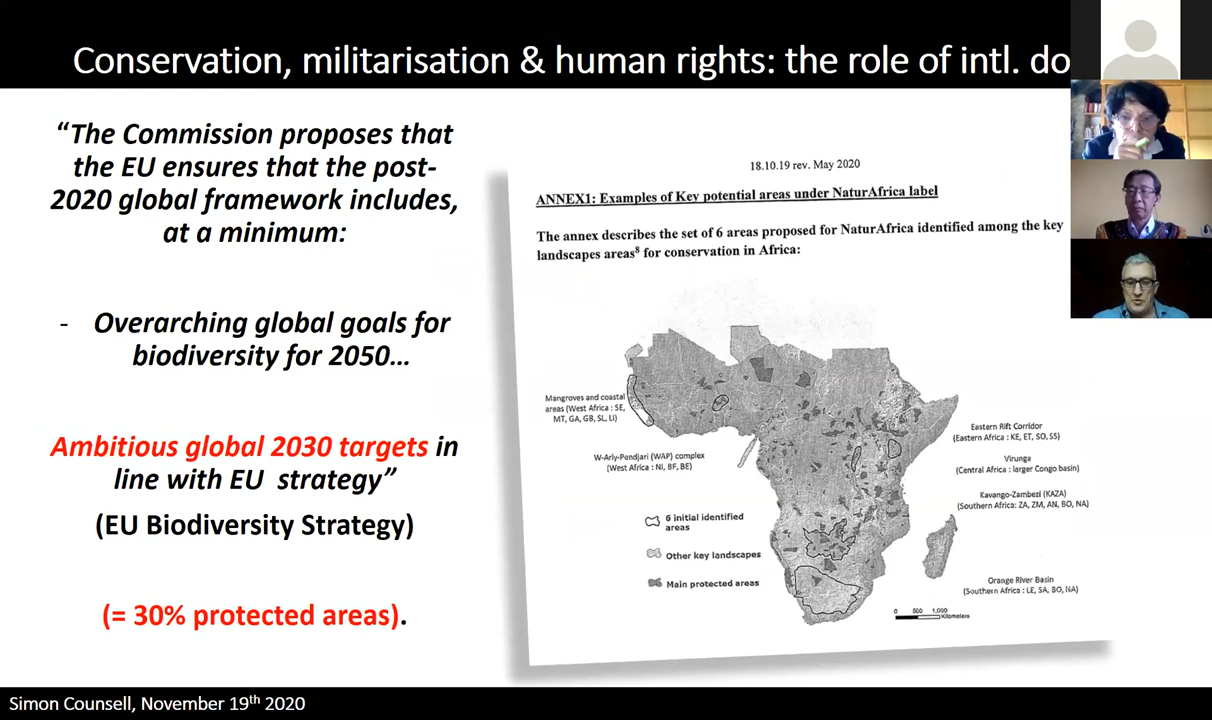 Conservation, militarisation & human rights: the role of intl. do
“The Commission proposes that
the EU ensures that the post-
2020 global framework includes,
at a minimum:
- Overarching global goals for
biodiversity for 2050…
Ambitious global 2030 targets in
line with EU strategy”
(EU Biodiversity Strategy)
(= 30% protected areas).
18.10.19 rev. May 2020
ANNEX1: Examples of Key potential areas under NaturAfrica label
The annex describes the set of 6 areas proposed for NaturAfrica identified among the key
landscapes areas⁸ for conservation in Africa:
Mangroves and coastal
areas (West Africa : SE,
MT, GA, GB, SL, LI)
W-Arly-Pendjari (WAP) complex
(West Africa : NI, BF, BE)
Eastern Rift Corridor
(Eastern Africa : KE, ET, SO, SS)
Virunga
(Central Africa : larger Congo basin)
Kavango-Zambezi (KAZA)
(Southern Africa: ZA, ZM, AN, BO, NA)
Orange River Basin
(Southern Africa : LE, SA, BO, NA)
6 initial identified
areas
Other key landscapes
Main protected areas
0 500 1,000
Kilometers
Simon Counsell, November 19th 2020